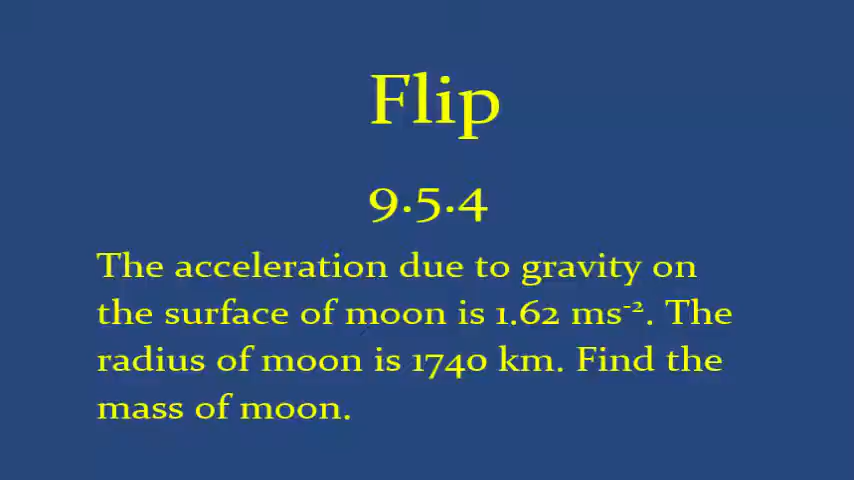 Flip
9.5.4
The acceleration due to gravity on
the surface of moon is 1.62 ms⁻². The
radius of moon is 1740 km. Find the
mass of moon.